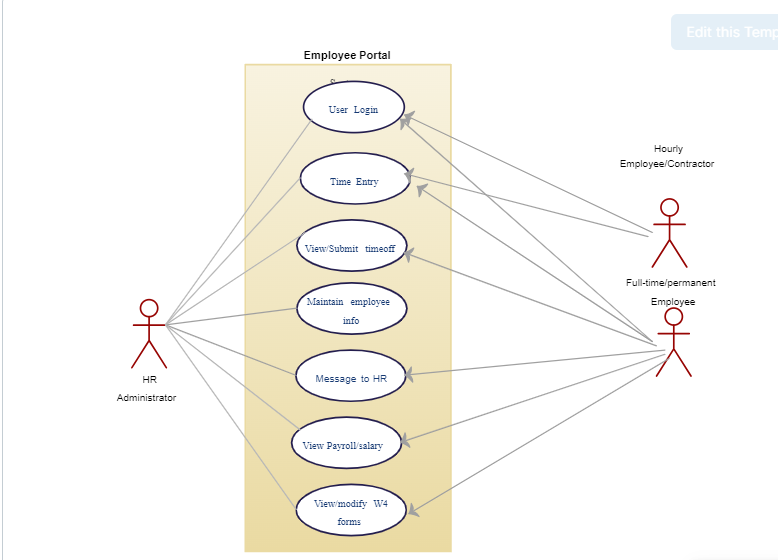 Edit this Temp
Employee Portal
User Login
Hourly
Employee/Contractor
Time Entry
View/Submit timeoff
Full-time/permanent
Employee
Maintain employee
info
HR
Administrator
Message to HR
View Payroll/salary
View/modify W4
forms